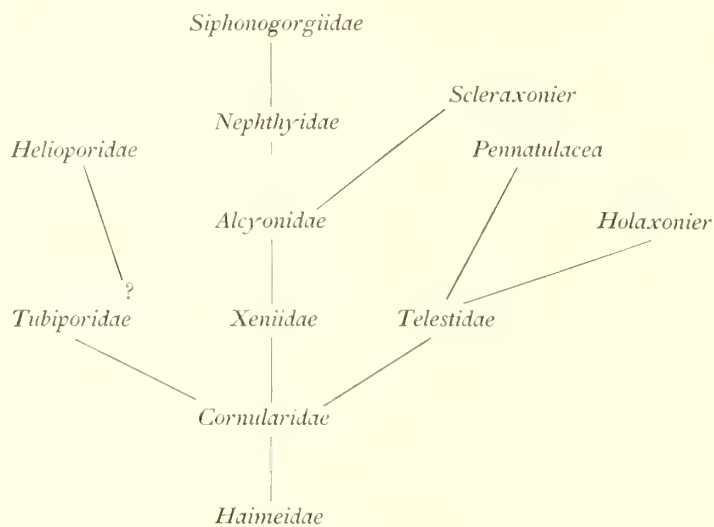 Siphonogorgiidae
Scleraxonier
Nephthyidae
Helioporidae
Pennatulacea
Alcyonidae
Holaxonier
?
Tubiporidae
Xeniidae
Telestidae
Cornularidae
Haimeidae